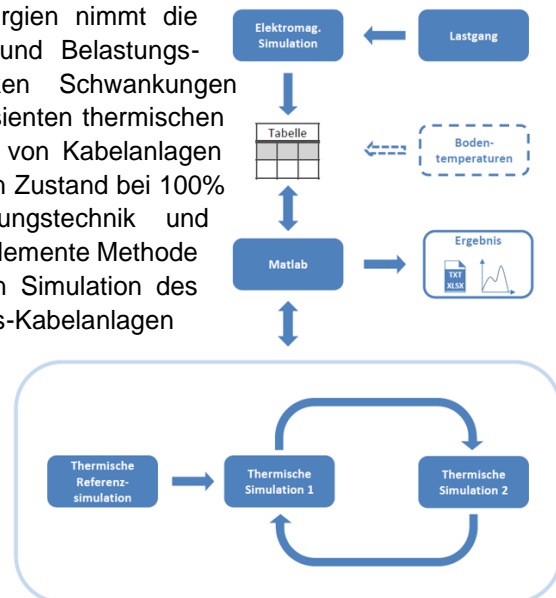 rgien nimmt die
und Belastungs-
ken Schwankungen
sienten thermischen
von Kabelanlagen
n Zustand bei 100%
ungstechnik und
lemente Methode
n Simulation des
s-Kabelanlagen
Elektromag.
Simulation
Lastgang
Tabelle
Boden-
temperaturen
Matlab
Ergebnis
TXT
XLSX
Thermische
Referenz-
simulation
Thermische
Simulation 1
Thermische
Simulation 2